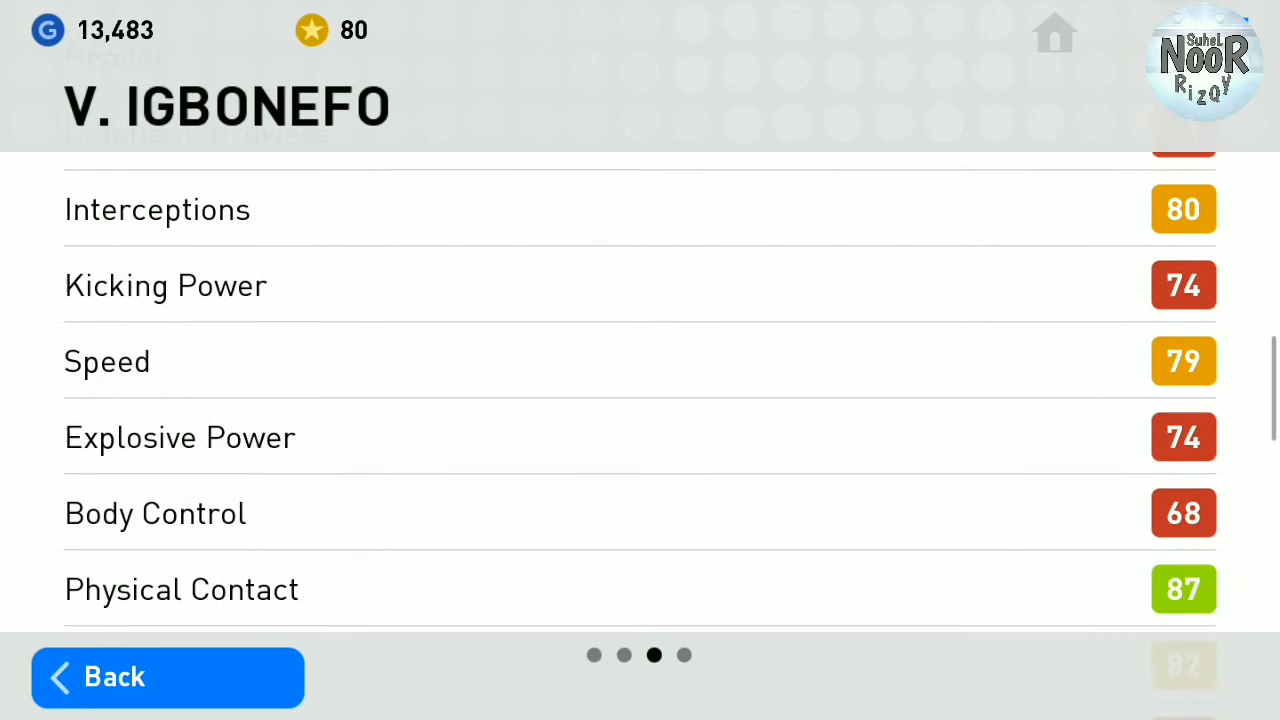 G 13,483 80
SuheL
NooR
RizQy
V. IGBONEFO
Interceptions 80
Kicking Power 74
Speed 79
Explosive Power 74
Body Control 68
Physical Contact 87
82
Back